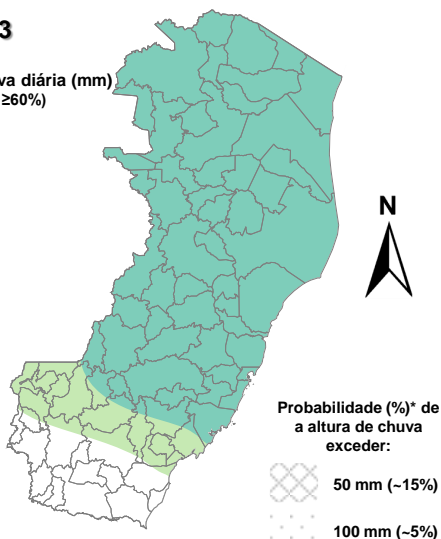 3
va diária (mm)
≥60%)
N
Probabilidade (%)* de
a altura de chuva
exceder:
50 mm (~15%)
100 mm (~5%)